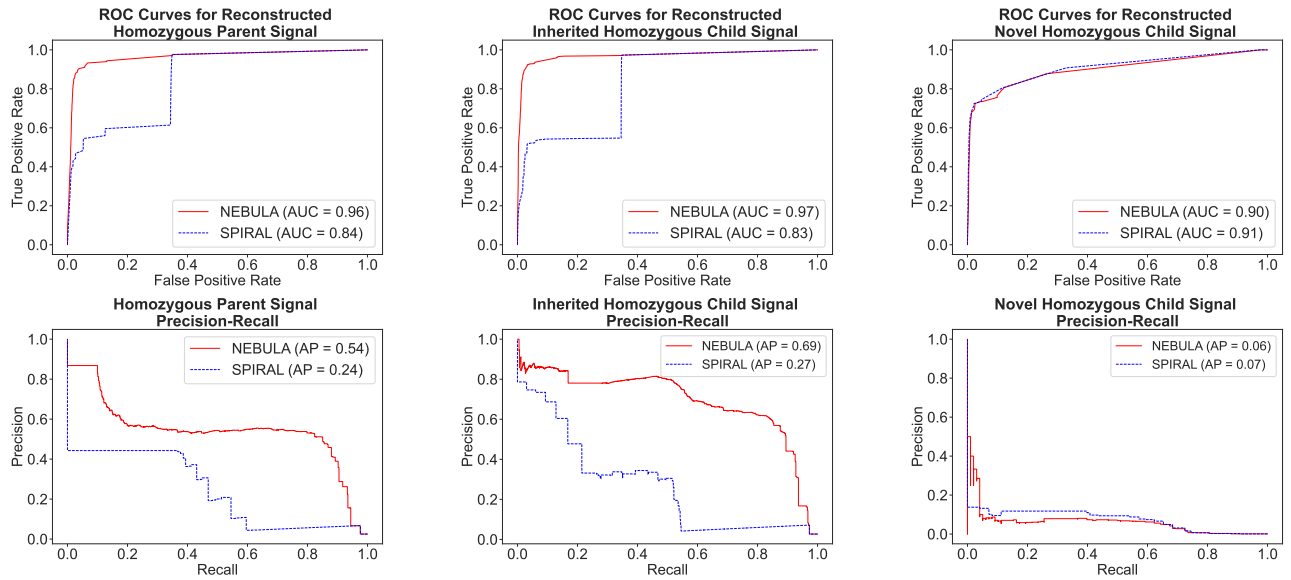 ROC Curves for Reconstructed
Homozygous Parent Signal
1.0
0.8
0.6
0.4
0.2
0.0
True Positive Rate
NEBULA (AUC = 0.96)
SPIRAL (AUC = 0.84)
0.0 0.2 0.4 0.6 0.8 1.0
False Positive Rate
ROC Curves for Reconstructed
Inherited Homozygous Child Signal
1.0
0.8
0.6
0.4
0.2
0.0
True Positive Rate
NEBULA (AUC = 0.97)
SPIRAL (AUC = 0.83)
0.0 0.2 0.4 0.6 0.8 1.0
False Positive Rate
ROC Curves for Reconstructed
Novel Homozygous Child Signal
1.0
0.8
0.6
0.4
0.2
0.0
True Positive Rate
NEBULA (AUC = 0.90)
SPIRAL (AUC = 0.91)
0.0 0.2 0.4 0.6 0.8 1.0
False Positive Rate
Homozygous Parent Signal
Precision-Recall
1.0
0.8
0.6
0.4
0.2
0.0
Precision
NEBULA (AP = 0.54)
SPIRAL (AP = 0.24)
0.0 0.2 0.4 0.6 0.8 1.0
Recall
Inherited Homozygous Child Signal
Precision-Recall
1.0
0.8
0.6
0.4
0.2
0.0
Precision
NEBULA (AP = 0.69)
SPIRAL (AP = 0.27)
0.0 0.2 0.4 0.6 0.8 1.0
Recall
Novel Homozygous Child Signal
Precision-Recall
1.0
0.8
0.6
0.4
0.2
0.0
Precision
NEBULA (AP = 0.06)
SPIRAL (AP = 0.07)
0.0 0.2 0.4 0.6 0.8 1.0
Recall